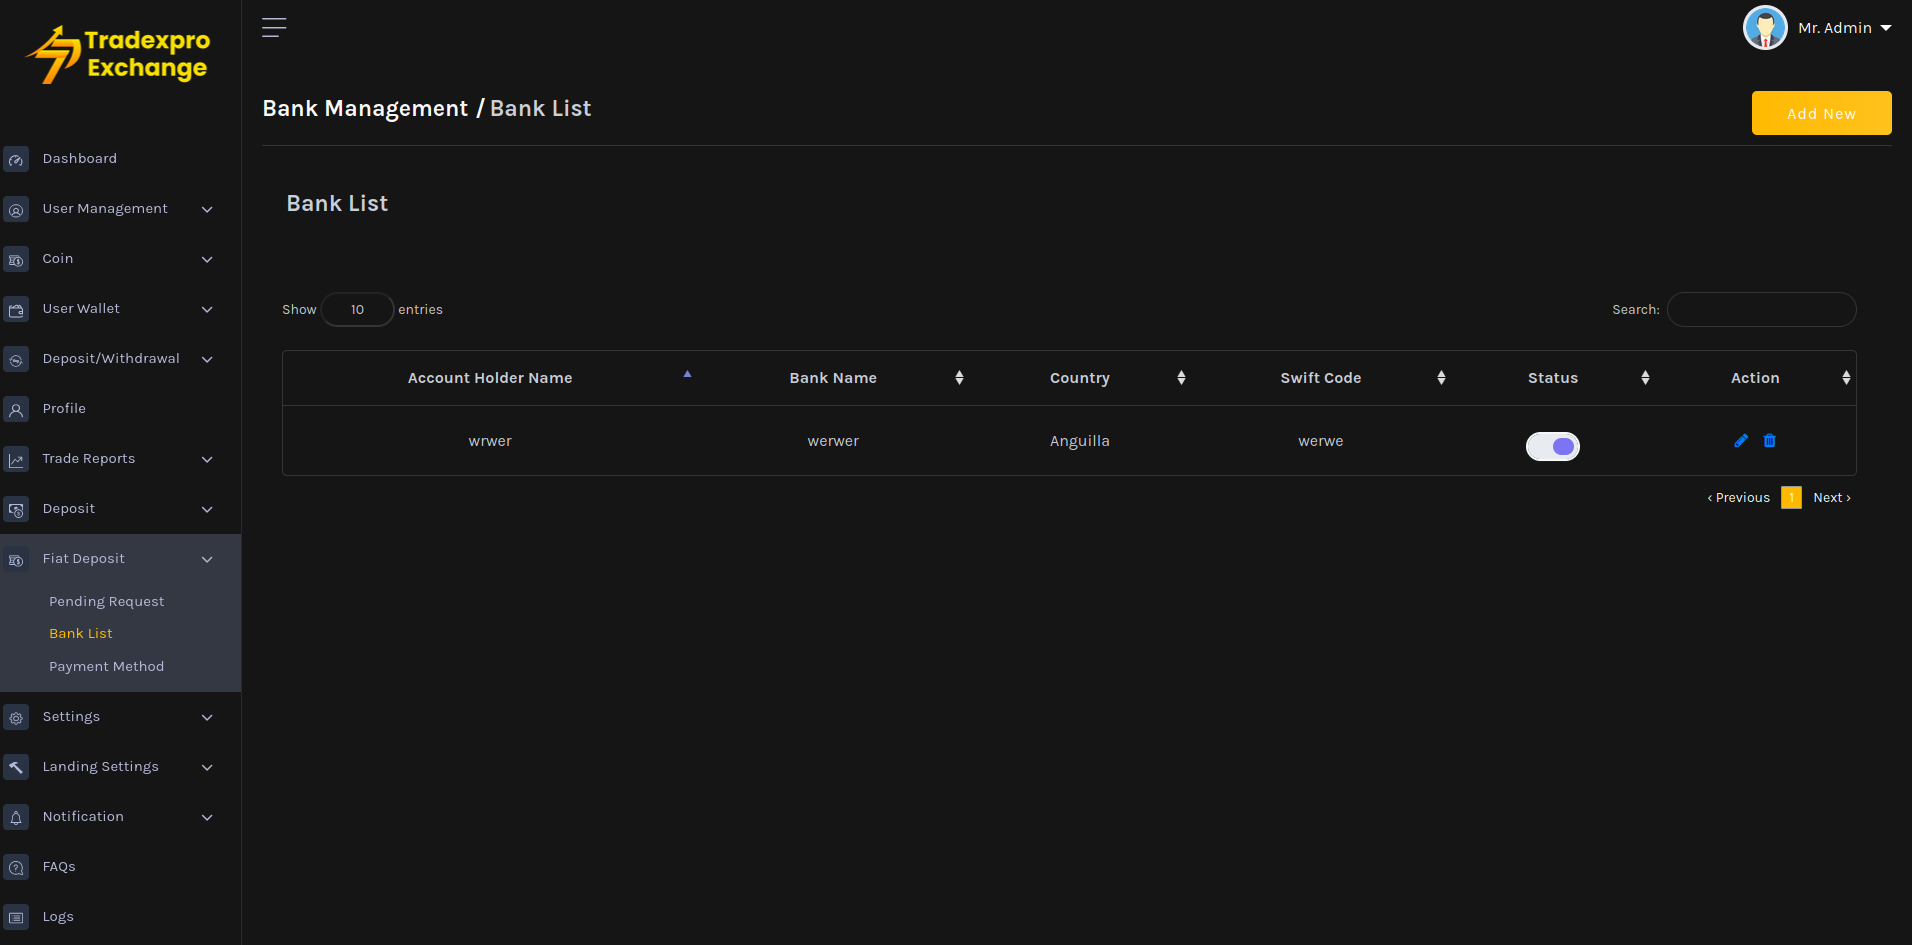 Tradexpro
Exchange
Mr. Admin
Bank Management / Bank List
Add New
Dashboard
User Management
Coin
User Wallet
Deposit/Withdrawal
Profile
Trade Reports
Deposit
Fiat Deposit
Pending Request
Bank List
Payment Method
Settings
Landing Settings
Notification
FAQs
Logs
Bank List
Show 10 entries
Search:
Account Holder Name Bank Name Country Swift Code Status Action
wrwer werwer Anguilla werwe
‹ Previous 1 Next ›